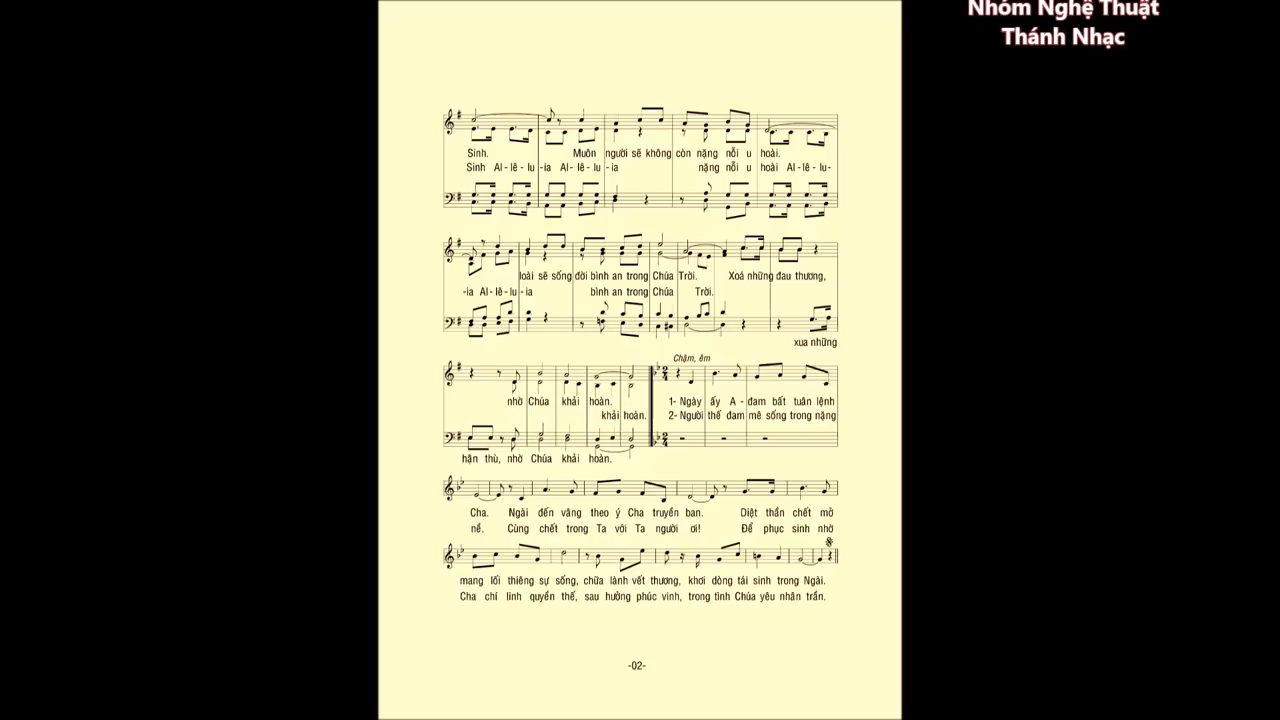 Nhóm Nghệ Thuật
Thánh Nhạc
Sinh. Muôn người sẽ không còn nặng nỗi u hoài.
Sinh Al-lê-lu-ia Al-lê-lu-ia nặng nỗi u hoài Al-lê-lu-
loài sẽ sống đời bình an trong Chúa Trời. Xoá những đau thương,
-ia Al-lê-lu-ia bình an trong Chúa Trời.
xua những
Chậm, êm
nhờ Chúa khải hoàn. 1- Ngày ấy A-đam bất tuân lệnh
khải hoàn. 2- Người thế đam mê sống trong nặng
hận thù, nhờ Chúa khải hoàn.
Cha. Ngài đến vâng theo ý Cha truyền ban. Diệt thần chết mở
nề. Cùng chết trong Ta với Ta người ơi! Để phục sinh nhờ
mang lối thiêng sự sống, chữa lành vết thương, khơi dòng tái sinh trong Ngài.
Cha chí linh quyền thế, sau hưởng phúc vinh, trong tình Chúa yêu nhân trần.
-02-